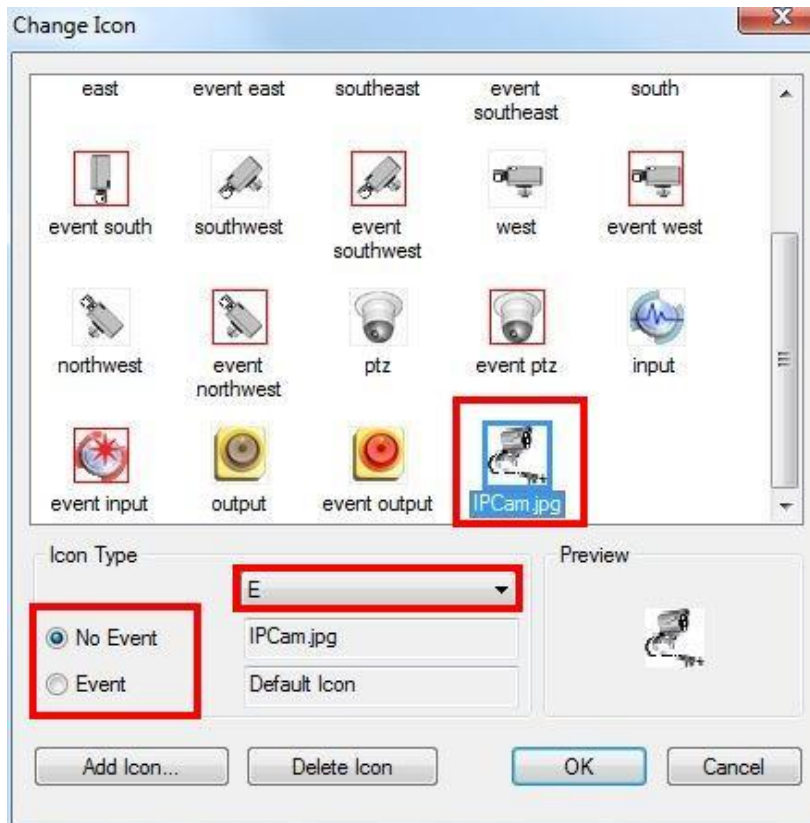 Change Icon
east
event east
southeast
event
southeast
south
event south
southwest
event
southwest
west
event west
northwest
event
northwest
ptz
event ptz
input
event input
output
event output
IPCam.jpg
Icon Type
Preview
E
No Event
IPCam.jpg
Event
Default Icon
Add Icon...
Delete Icon
OK
Cancel